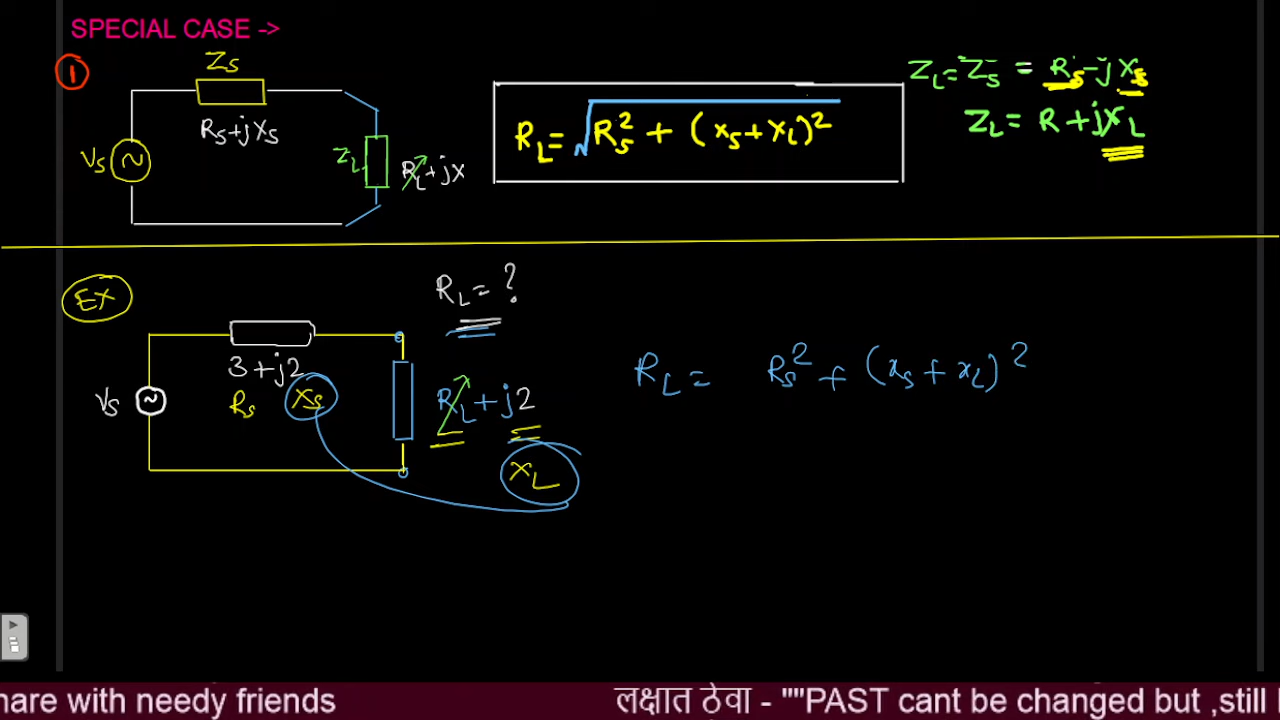 SPECIAL CASE ->
1
Zs
Rs+jXs
Vs
ZL
RL+jX
RL= √Rs² + (xs+xL)²
ZL= Zs* = Rs-jXs
ZL= R+jXL
EX
RL= ?
3+j2
Rs
Xs
Vs
RL+j2
XL
RL= Rs²+(xs+xL)²
hare with needy friends
लक्षात ठेवा - ""PAST cant be changed but ,still